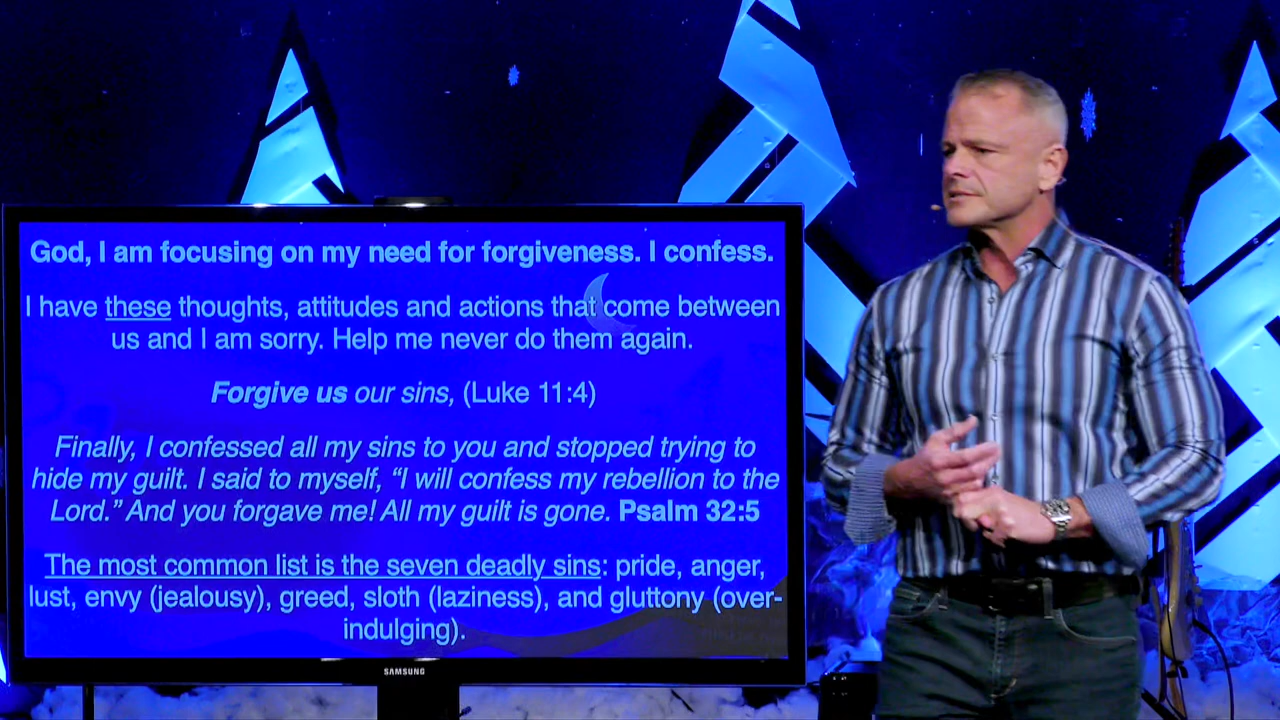 God, I am focusing on my need for forgiveness. I confess.
I have these thoughts, attitudes and actions that come between
us and I am sorry. Help me never do them again.
Forgive us our sins, (Luke 11:4)
Finally, I confessed all my sins to you and stopped trying to
hide my guilt. I said to myself, “I will confess my rebellion to the
Lord.” And you forgave me! All my guilt is gone. Psalm 32:5
The most common list is the seven deadly sins: pride, anger,
lust, envy (jealousy), greed, sloth (laziness), and gluttony (over-
indulging).
SAMSUNG